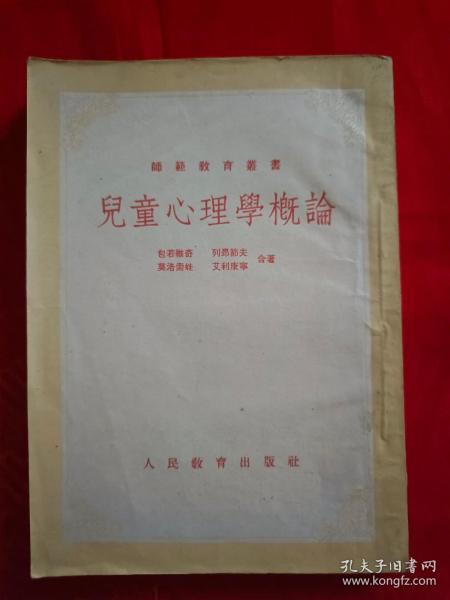 師範教育叢書
兒童心理學概論
包若維奇 列昂節夫
莫洛索娃 艾利康寧 合著
人民教育出版社
孔夫子旧书网
www.kongfz.com